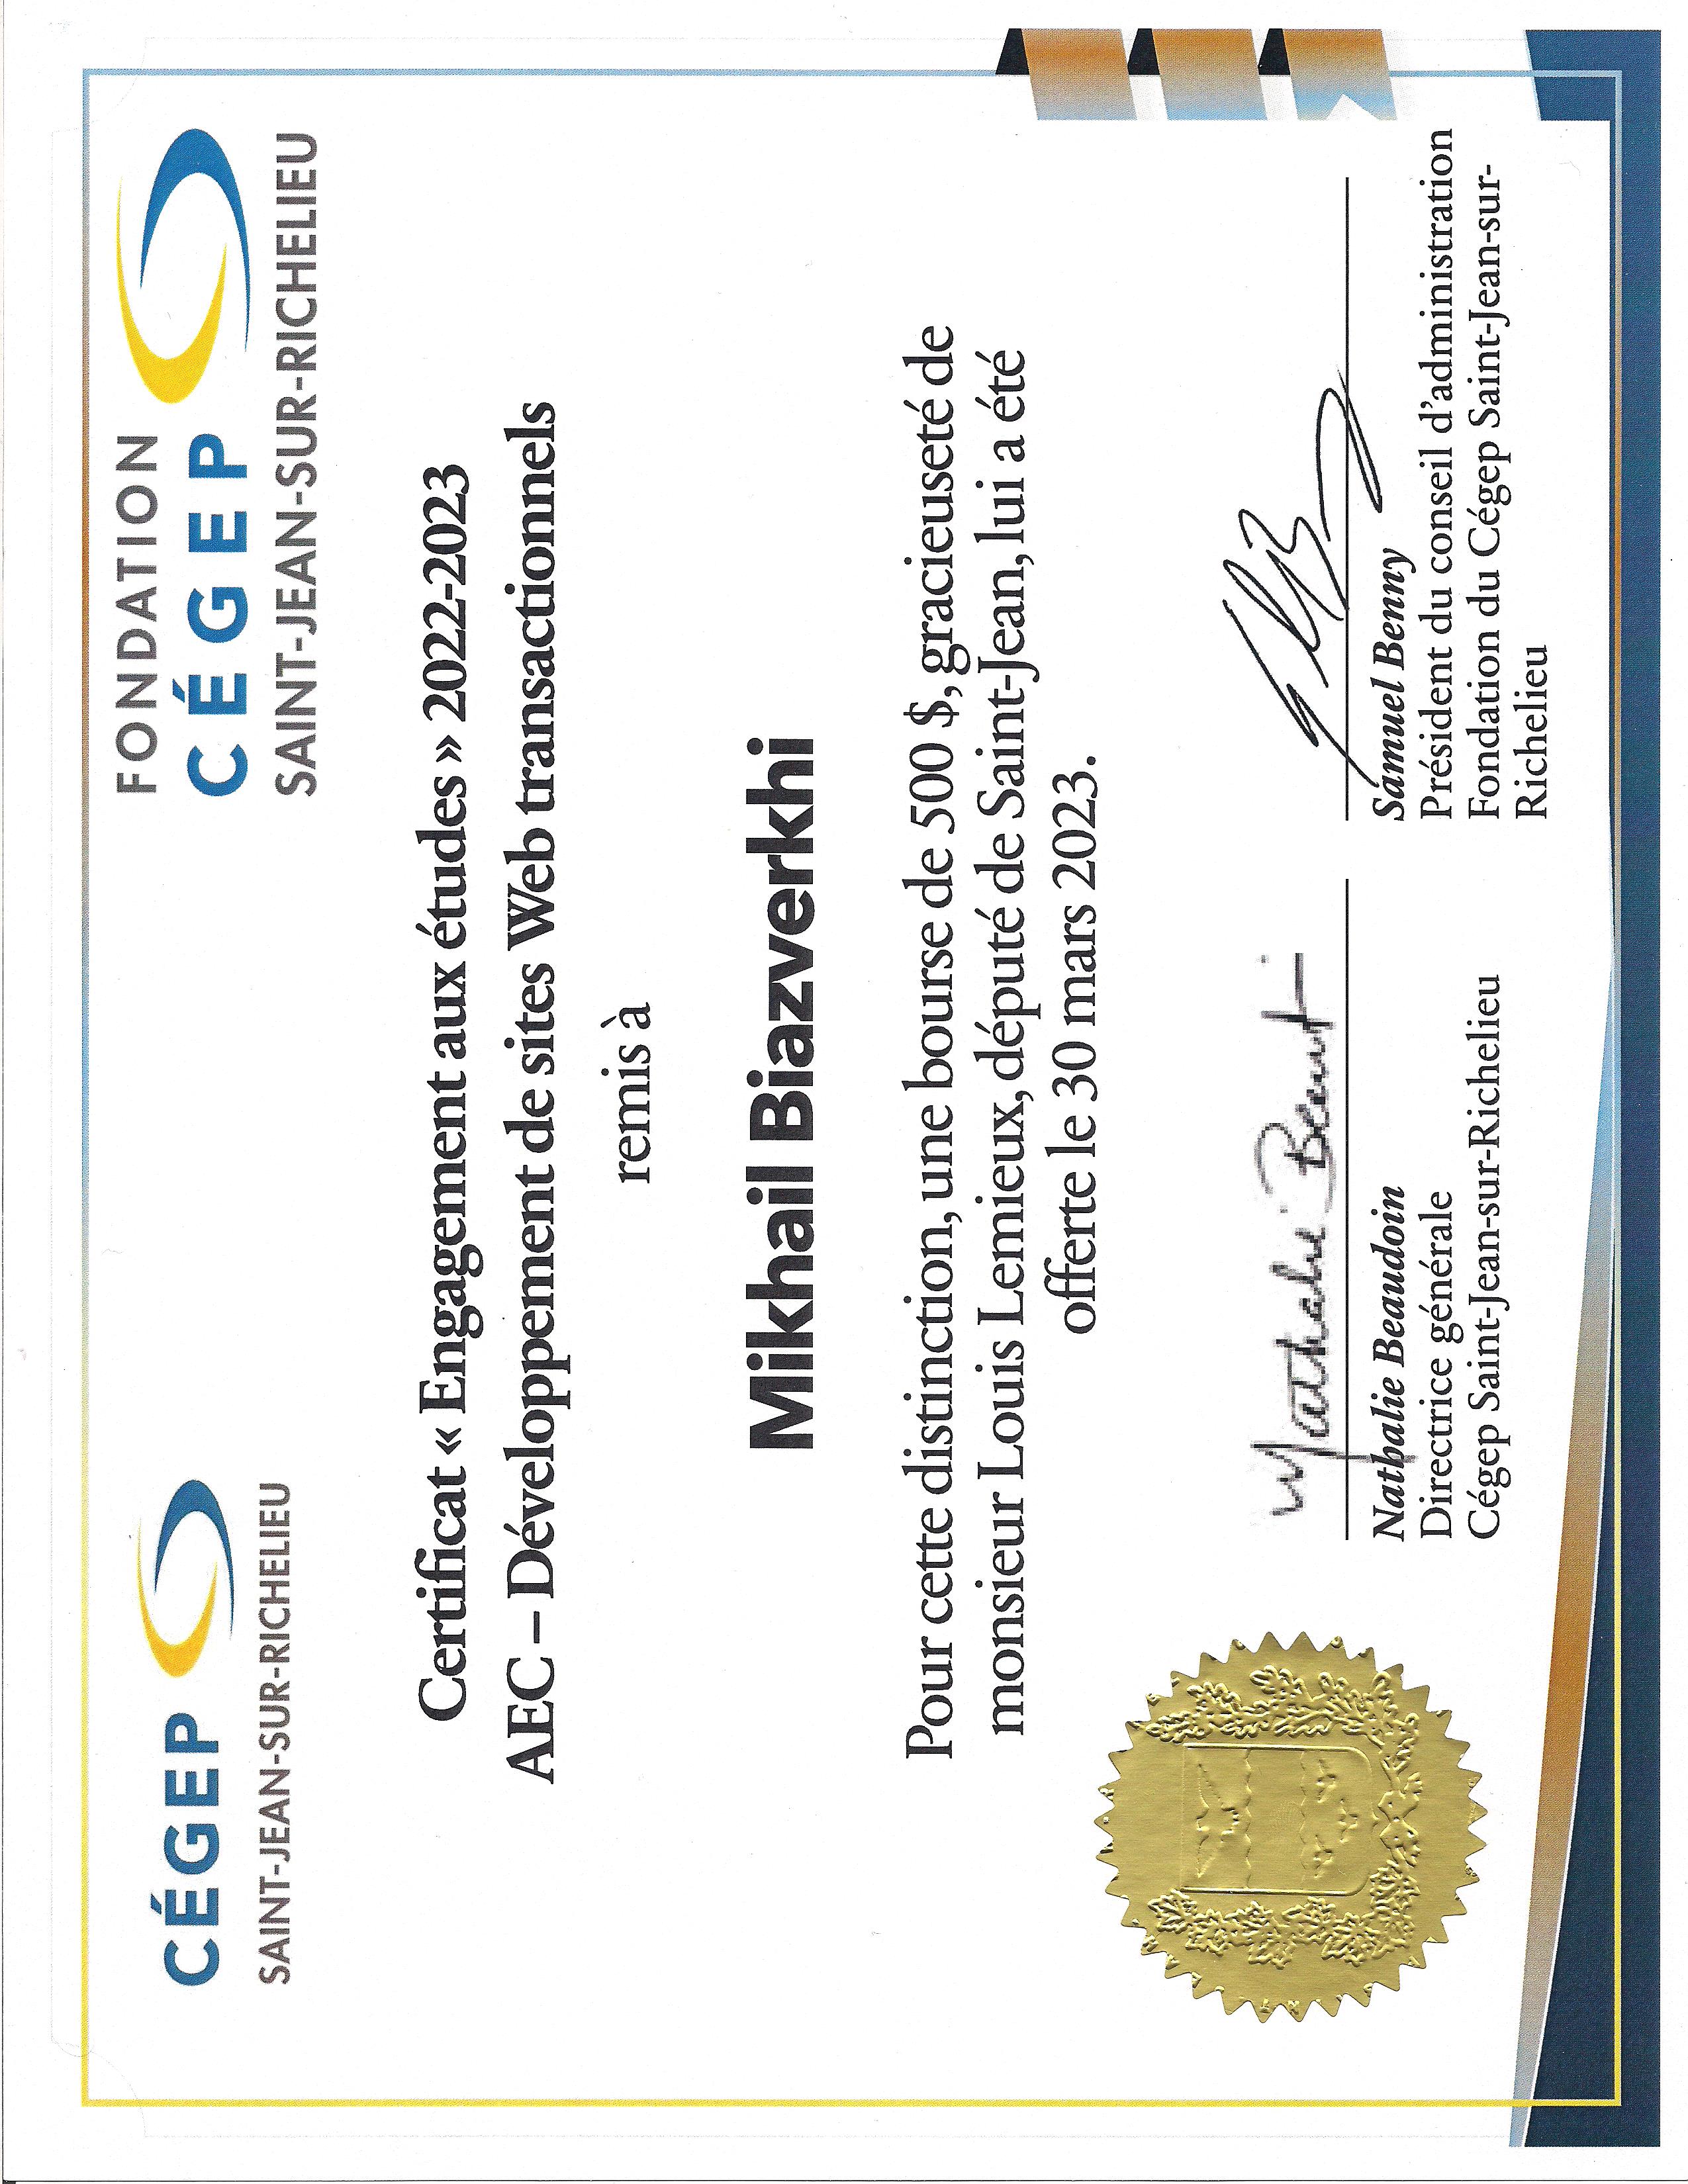 CÉGEP
SAINT-JEAN-SUR-RICHELIEU
FONDATION
CÉGEP
SAINT-JEAN-SUR-RICHELIEU
Certificat « Engagement aux études » 2022-2023
AEC – Développement de sites Web transactionnels
remis à
Mikhail Biazverkhi
Pour cette distinction, une bourse de 500 $, gracieuseté de
monsieur Louis Lemieux, député de Saint-Jean, lui a été
offerte le 30 mars 2023.
Nathalie Beaudoin
Directrice générale
Cégep Saint-Jean-sur-Richelieu
Samuel Benny
Président du conseil d’administration
Fondation du Cégep Saint-Jean-sur-
Richelieu